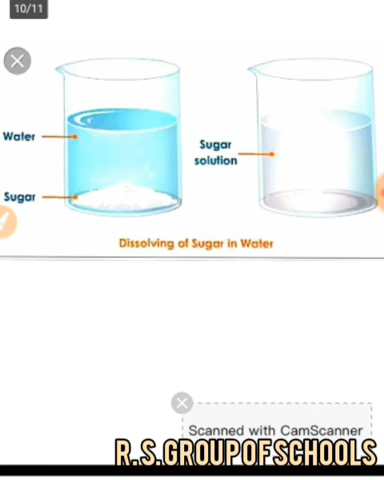 10/11
Water
Sugar
solution
Sugar
Dissolving of Sugar in Water
Scanned with CamScanner
R.S.GROUPOFSCHOOLS